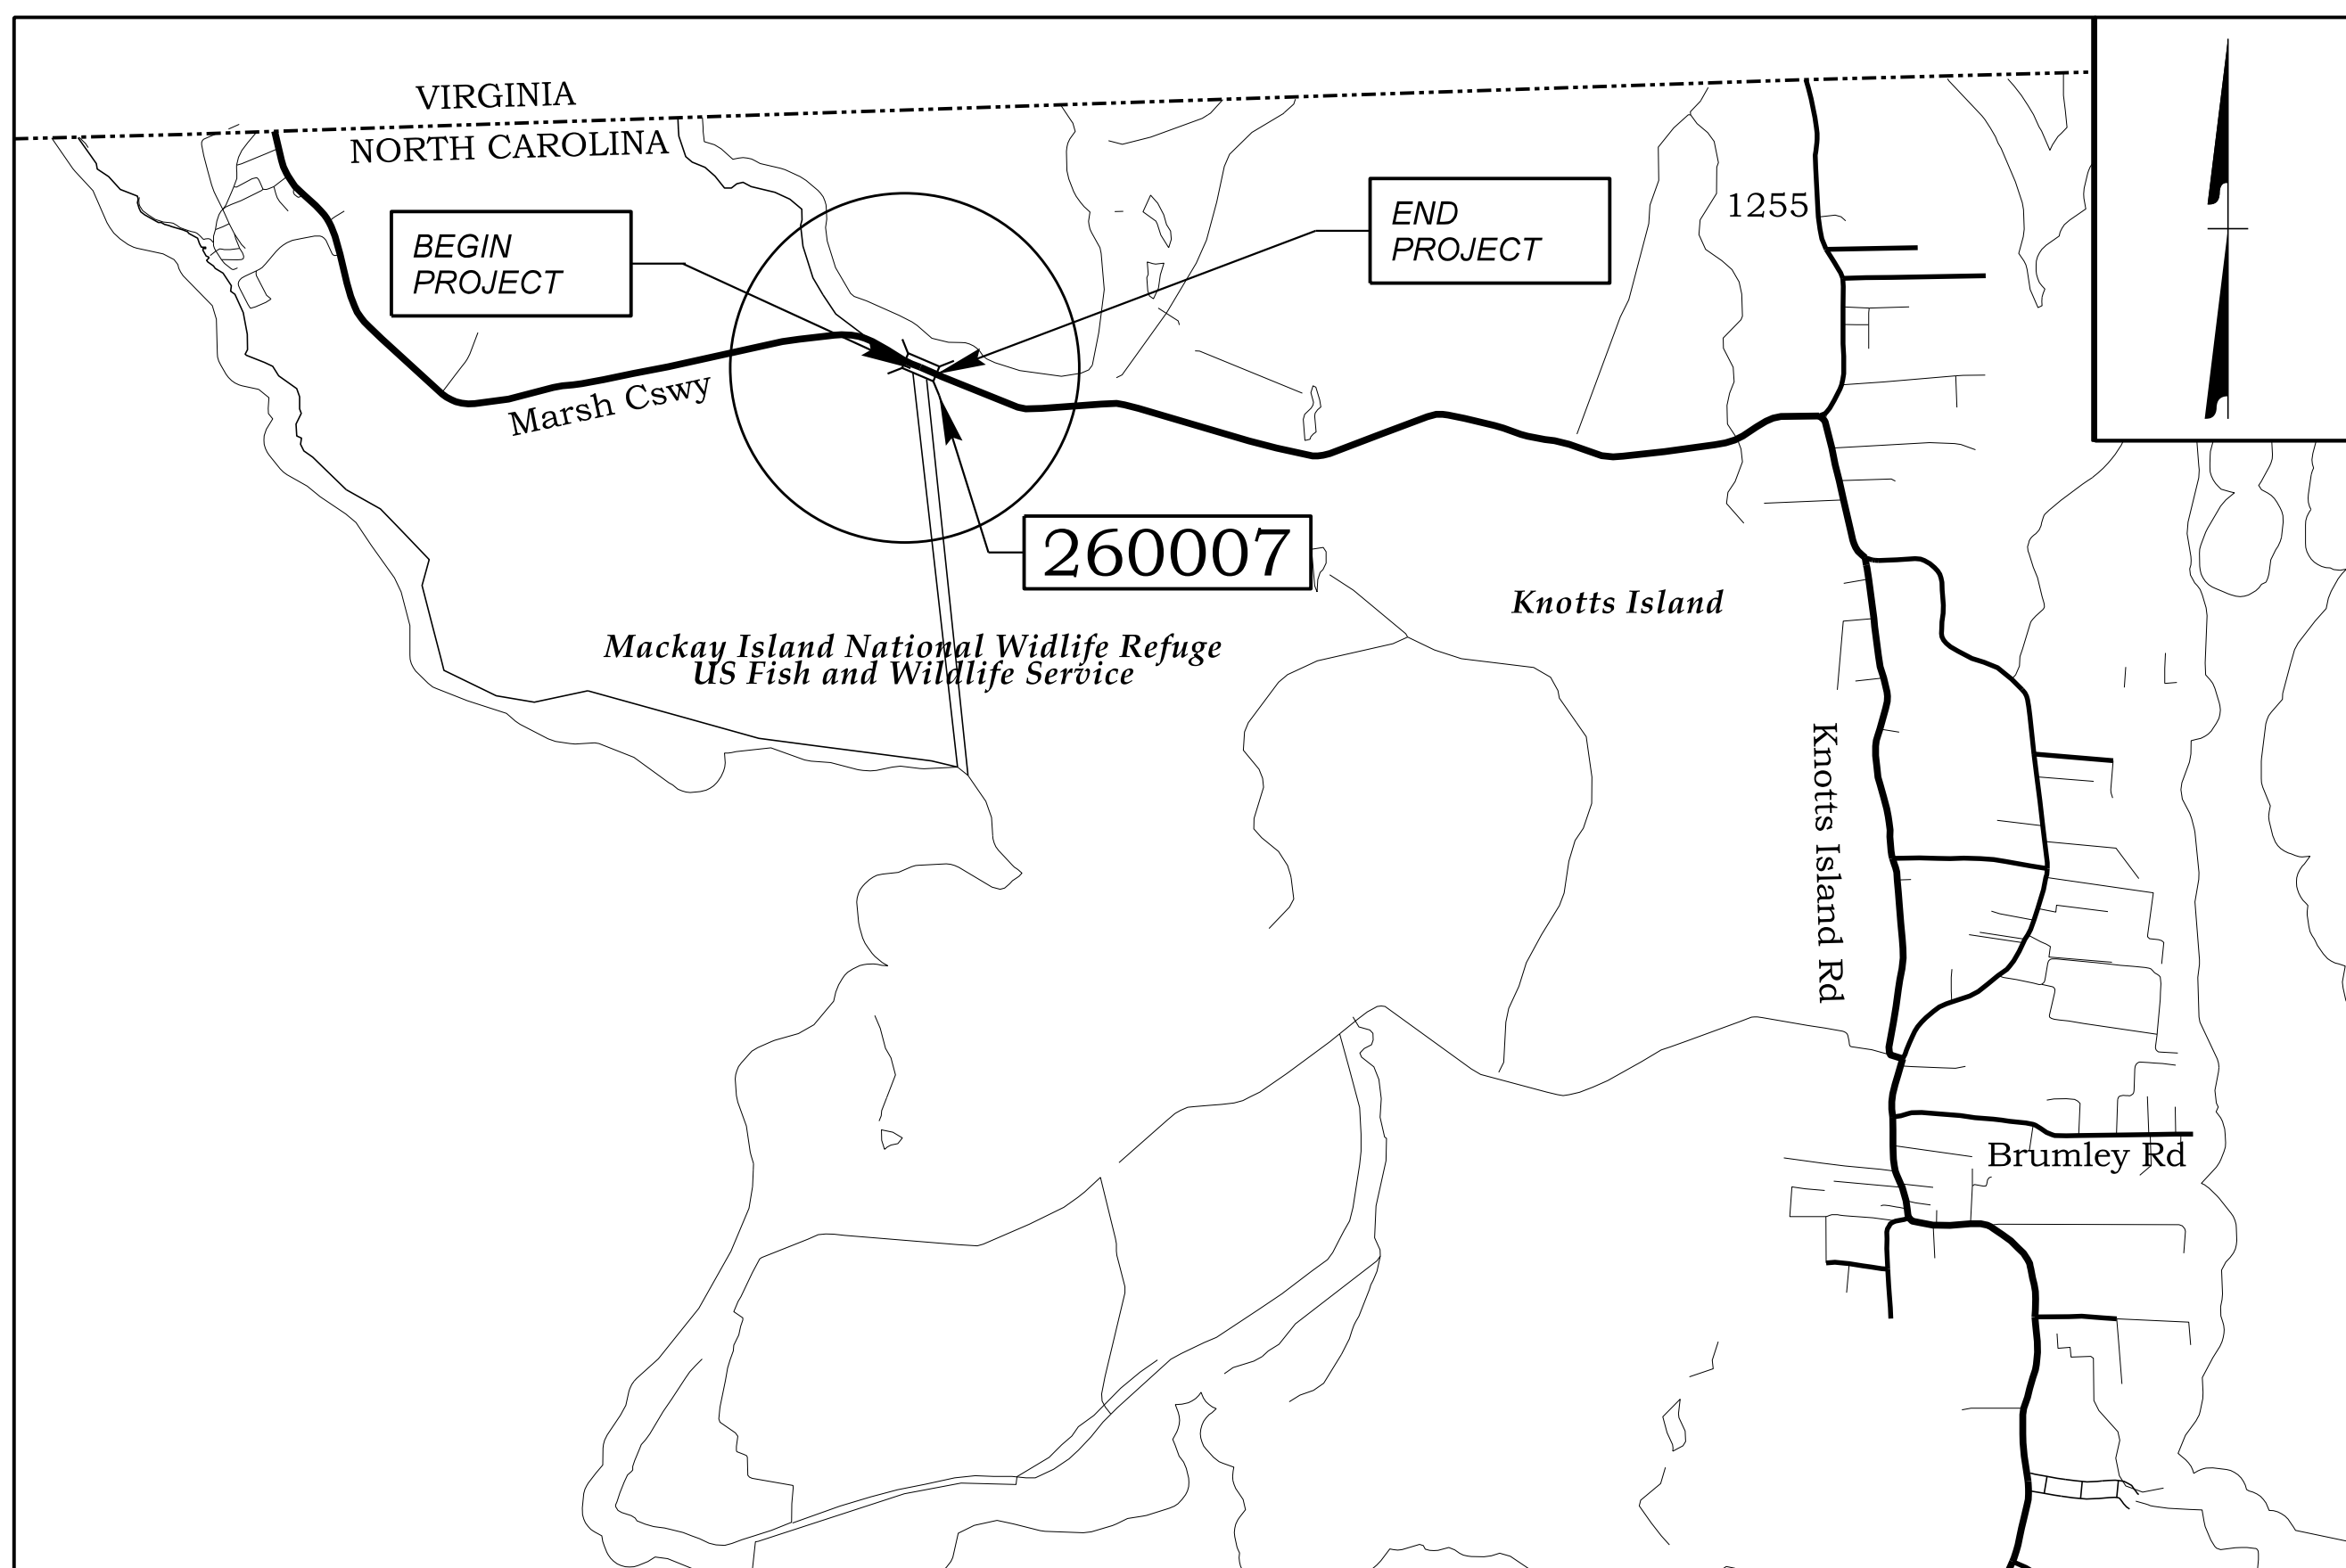 VIRGINIA
NORTH CAROLINA
1255
BEGIN
PROJECT
END
PROJECT
Marsh Cswy
260007
Knotts Island
Mackay Island National Widlife Refuge
US Fish and Wildlife Service
Knotts Island Rd
Brumley Rd